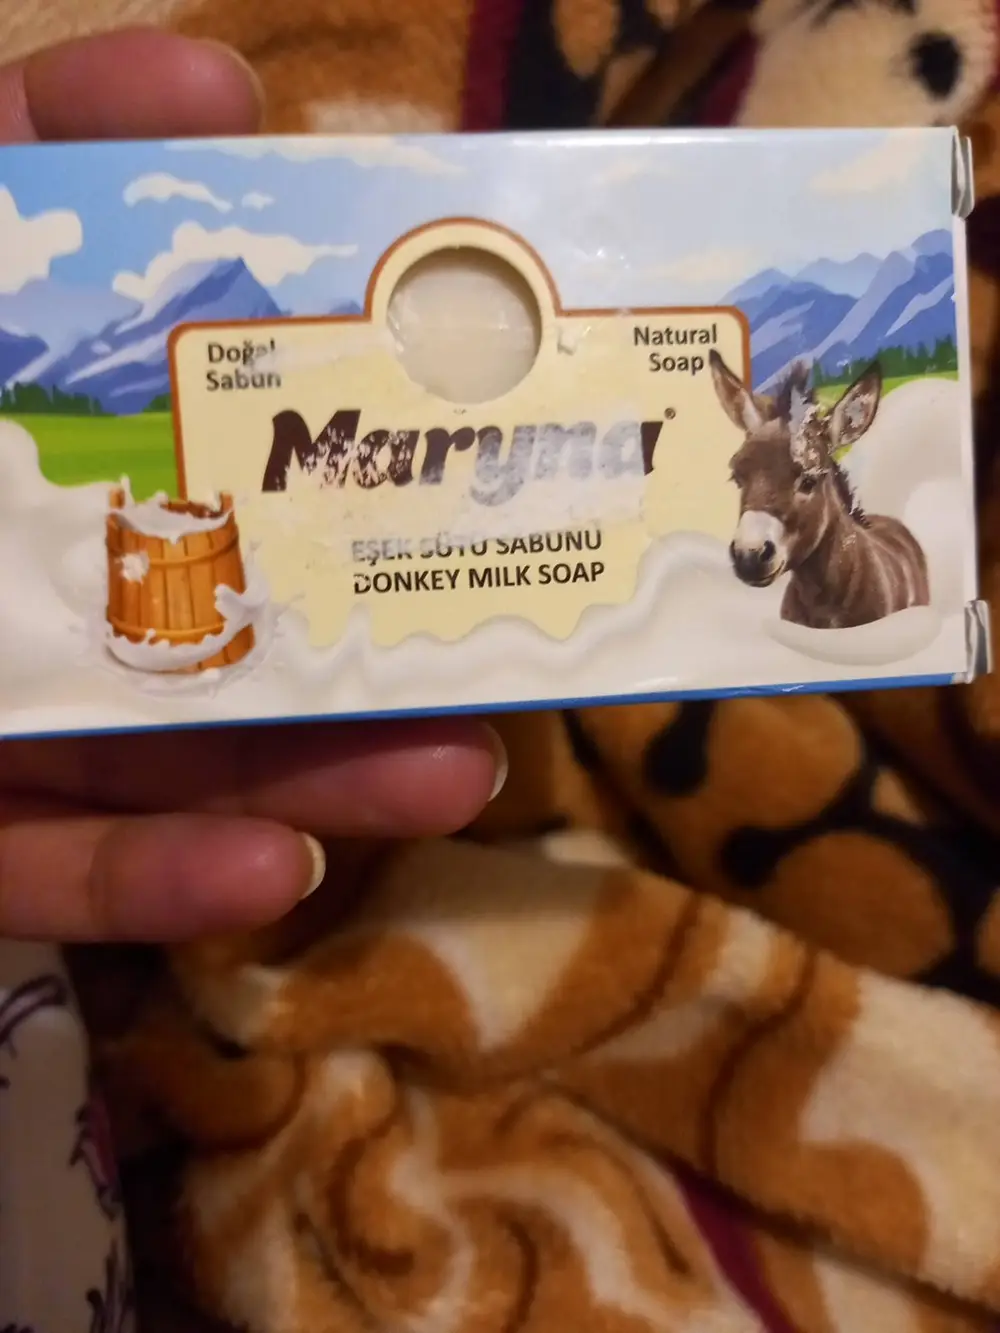 Doğal
Sabun
Natural
Soap
Maryna®
EŞEK SÜTÜ SABUNU
DONKEY MILK SOAP